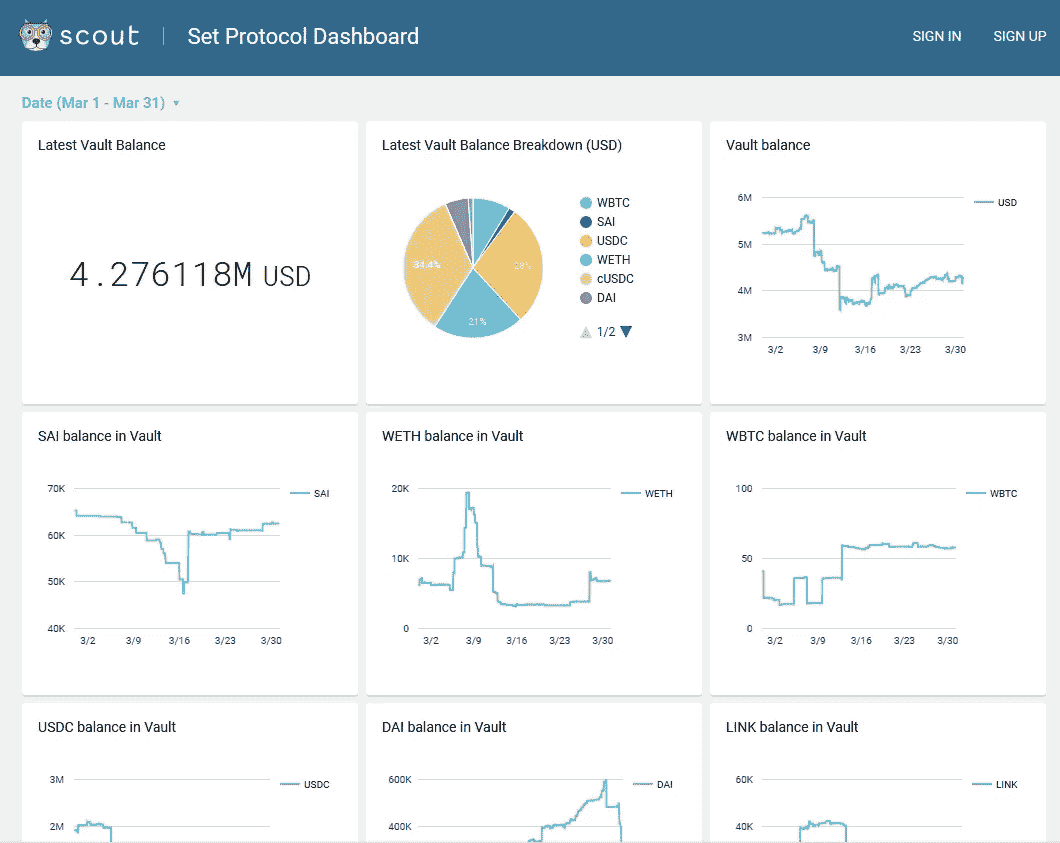 scout | Set Protocol Dashboard
SIGN IN SIGN UP
Date (Mar 1 - Mar 31)
Latest Vault Balance
4.276118M USD
Latest Vault Balance Breakdown (USD)
34.4%
28%
21%
WBTC
SAI
USDC
WETH
cUSDC
DAI
1/2
Vault balance
6M
5M
4M
3M
3/2 3/9 3/16 3/23 3/30
USD
SAI balance in Vault
70K
60K
50K
40K
3/2 3/9 3/16 3/23 3/30
SAI
WETH balance in Vault
20K
10K
0
3/2 3/9 3/16 3/23 3/30
WETH
WBTC balance in Vault
100
50
0
3/2 3/9 3/16 3/23 3/30
WBTC
USDC balance in Vault
3M
2M
USDC
DAI balance in Vault
600K
400K
DAI
LINK balance in Vault
60K
40K
LINK